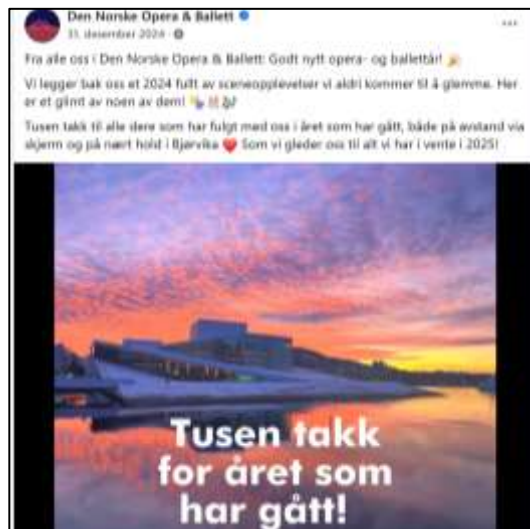 Den Norske Opera & Ballett
31. desember 2024
Fra alle oss i Den Norske Opera & Ballett: Godt nytt opera- og ballettår! 🎉
Vi legger bak oss et 2024 fullt av sceneopplevelser vi aldri kommer til å glemme. Her
er et glimt av noen av dem!
Tusen takk til alle dere som har fulgt med oss i året som har gått, både på avstand via
skjerm og på nært hold i Bjørvika ❤️ Som vi gleder oss til alt vi har i vente i 2025!
Tusen takk
for året som
har gått!